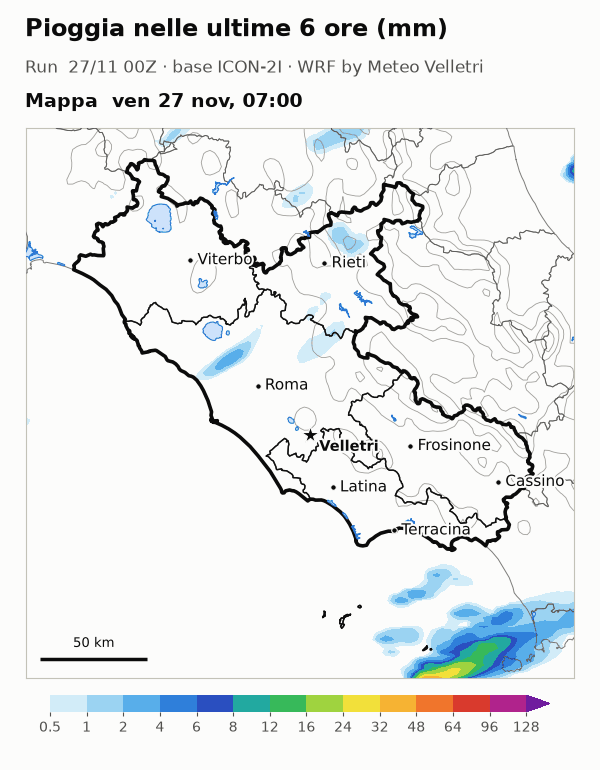 Pioggia nelle ultime 6 ore (mm)
Run  27/11 00Z · base ICON-2I · WRF by Meteo Velletri
Mappa  ven 27 nov, 07:00
Viterbo
Rieti
Roma
Velletri
Frosinone
Latina
Cassino
Terracina
50 km
0.5 1 2 4 6 8 12 16 24 32 48 64 96 128